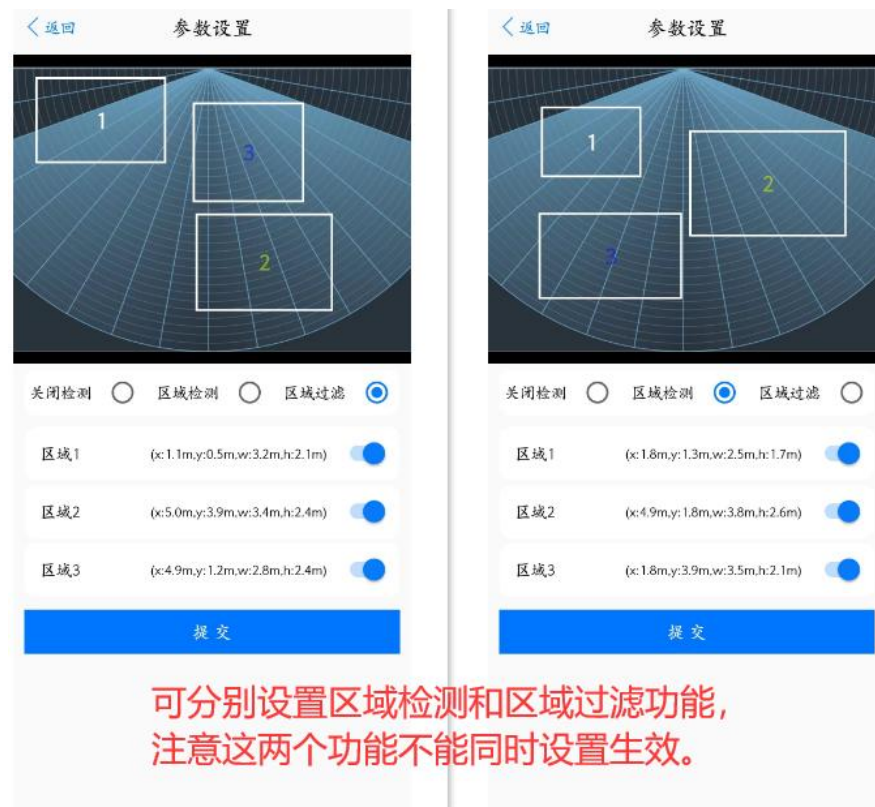 返回
参数设置
1
3
2
关闭检测 区域检测 区域过滤
区域1 (x:1.1m,y:0.5m,w:3.2m,h:2.1m)
区域2 (x:5.0m,y:3.9m,w:3.4m,h:2.4m)
区域3 (x:4.9m,y:1.2m,w:2.8m,h:2.4m)
提交
返回
参数设置
1
2
3
关闭检测 区域检测 区域过滤
区域1 (x:1.8m,y:1.3m,w:2.5m,h:1.7m)
区域2 (x:4.9m,y:1.8m,w:3.8m,h:2.6m)
区域3 (x:1.8m,y:3.9m,w:3.5m,h:2.1m)
提交
可分别设置区域检测和区域过滤功能，
注意这两个功能不能同时设置生效。